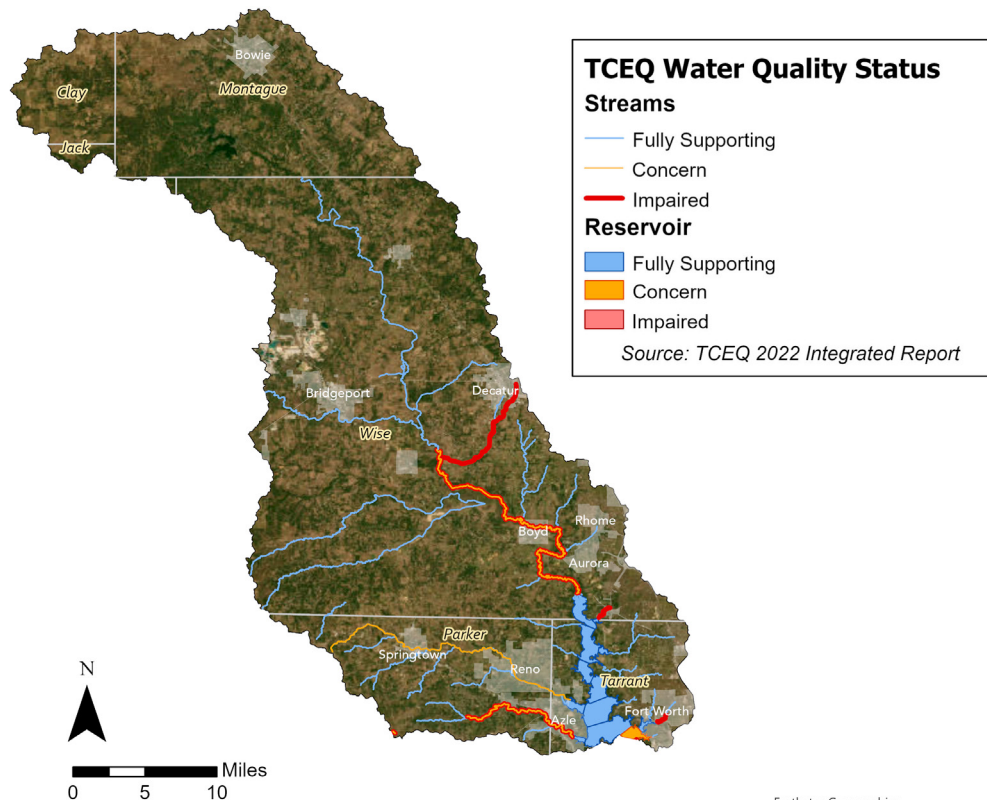 TCEQ Water Quality Status
Streams
Fully Supporting
Concern
Impaired
Reservoir
Fully Supporting
Concern
Impaired
Source: TCEQ 2022 Integrated Report
Bowie
Clay
Montague
Jack
Bridgeport
Decatur
Wise
Boyd
Rhome
Aurora
Parker
Springtown
Reno
Tarrant
Azle
Fort Worth
N
Miles
0 5 10